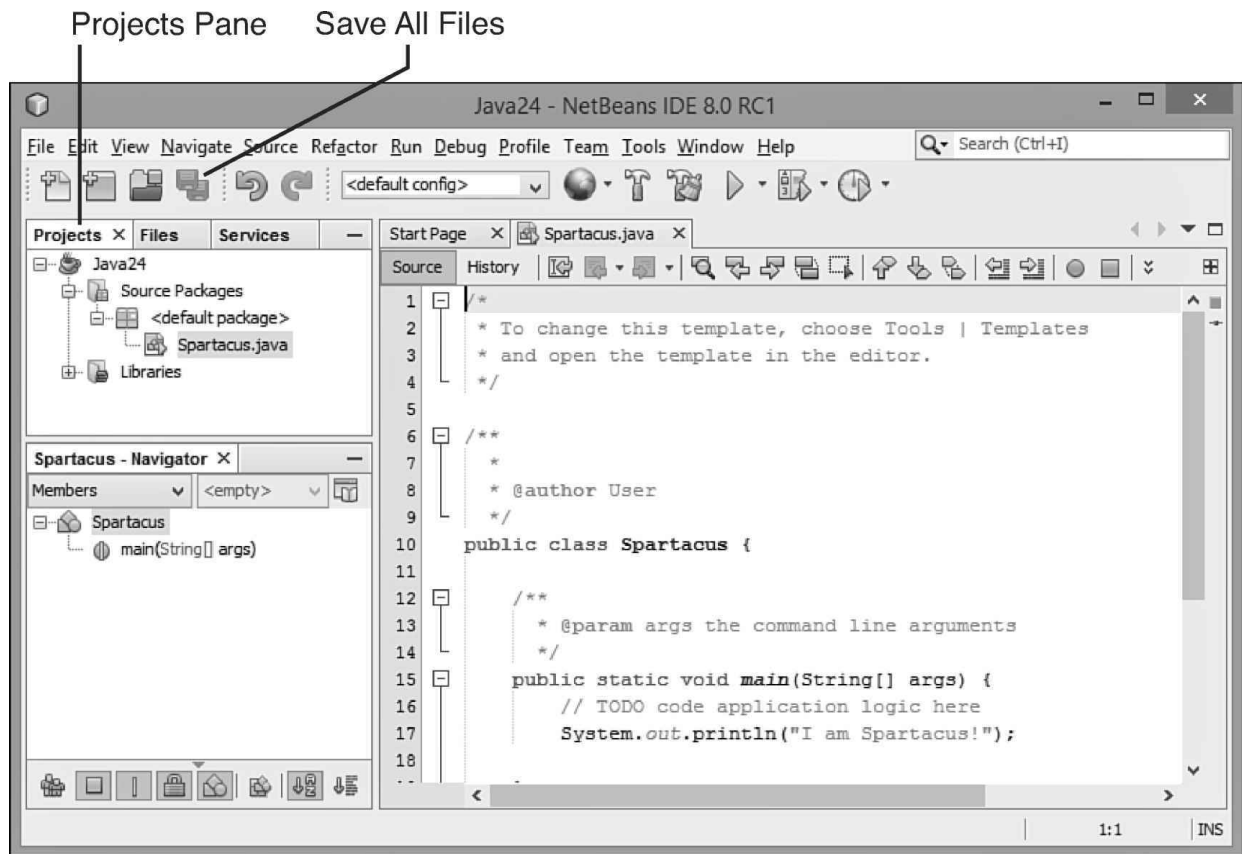 Projects Pane Save All Files
Java24 - NetBeans IDE 8.0 RC1
File Edit View Navigate Source Refactor Run Debug Profile Team Tools Window Help Search (Ctrl+I)
<default config>
Projects Files Services
Start Page Spartacus.java
Java24
Source Packages
<default package>
Spartacus.java
Libraries
Spartacus - Navigator
Members <empty>
Spartacus
main(String[] args)
Source History
1 /*
2 * To change this template, choose Tools | Templates
3 * and open the template in the editor.
4 */
5
6 /**
7 *
8 * @author User
9 */
10 public class Spartacus {
11
12 /**
13 * @param args the command line arguments
14 */
15 public static void main(String[] args) {
16 // TODO code application logic here
17 System.out.println("I am Spartacus!");
18
1:1 INS